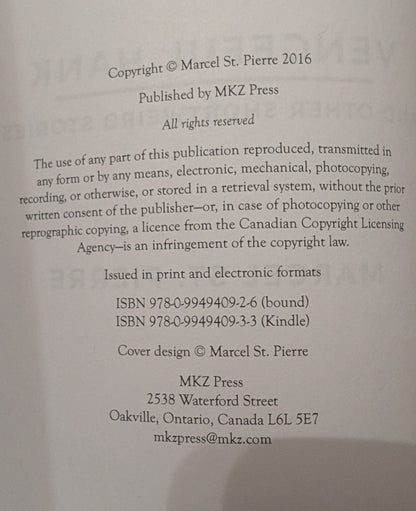 Copyright © Marcel St. Pierre 2016
Published by MKZ Press
All rights reserved
The use of any part of this publication reproduced, transmitted in
any form or by any means, electronic, mechanical, photocopying,
recording, or otherwise, or stored in a retrieval system, without the prior
written consent of the publisher—or, in case of photocopying or other
reprographic copying, a licence from the Canadian Copyright Licensing
Agency—is an infringement of the copyright law.
Issued in print and electronic formats
ISBN 978-0-9949409-2-6 (bound)
ISBN 978-0-9949409-3-3 (Kindle)
Cover design © Marcel St. Pierre
MKZ Press
2538 Waterford Street
Oakville, Ontario, Canada L6L 5E7
mkzpress@mkz.com